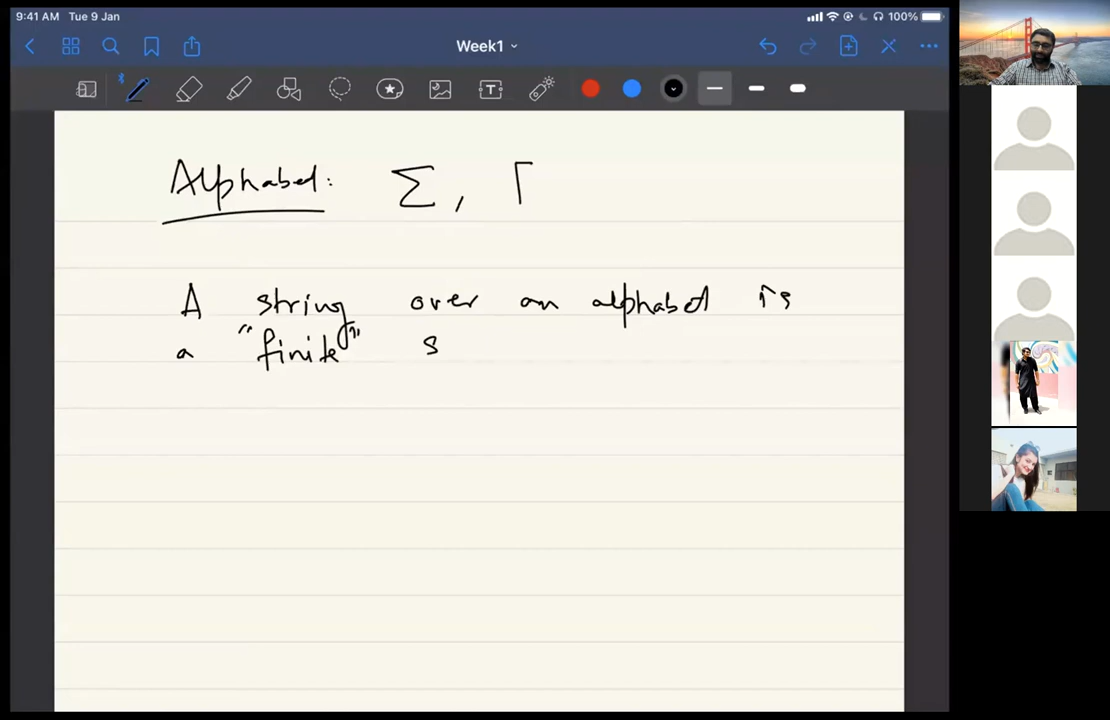 9:41 AM Tue 9 Jan
100%
Week1
T
Alphabet: Σ, Γ
A string over an alphabet is
a "finite" s